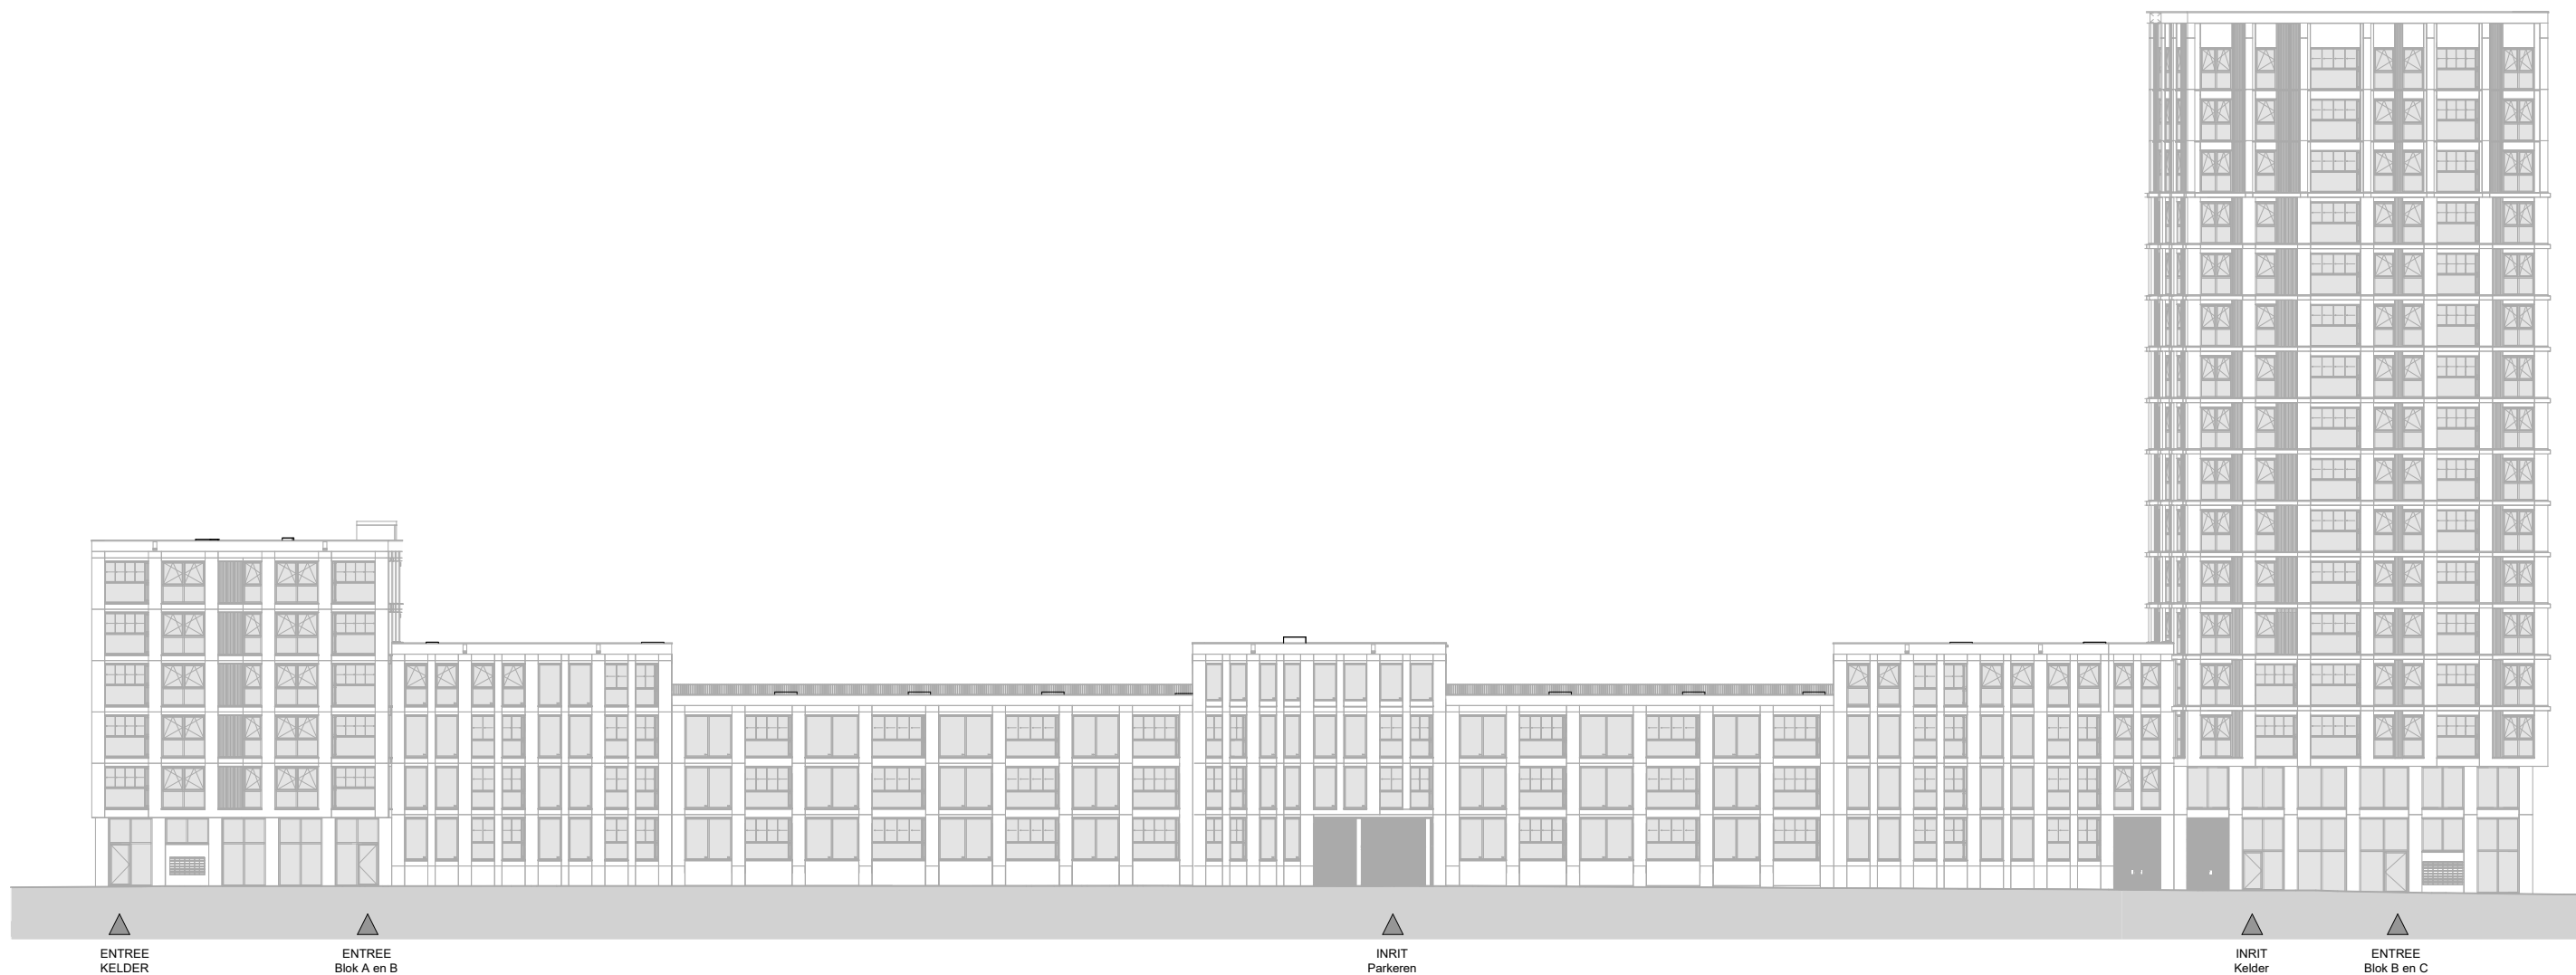 ENTREE
KELDER
ENTREE
Blok A en B
INRIT
Parkeren
INRIT
Kelder
ENTREE
Blok B en C